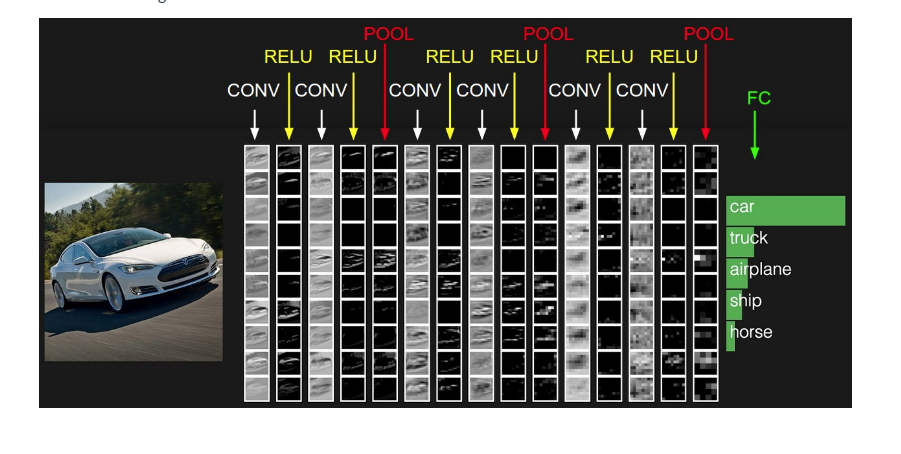 POOL POOL POOL
RELU RELU RELU RELU RELU RELU
CONV CONV CONV CONV CONV CONV
FC
car
truck
airplane
ship
horse